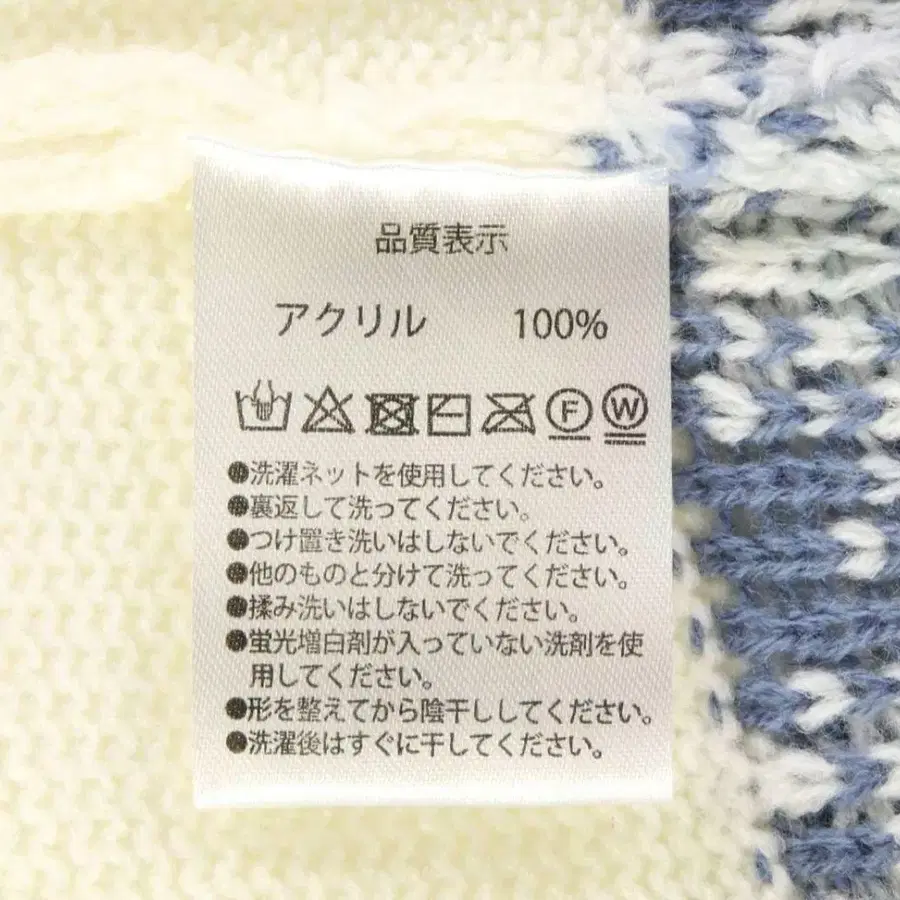 品質表示
アクリル 100%
F W
●洗濯ネットを使用してください。
●裏返して洗ってください。
●つけ置き洗いはしないでください。
●他のものと分けて洗ってください。
●揉み洗いはしないでください。
●蛍光増白剤が入っていない洗剤を使
用してください。
●形を整えてから陰干ししてください。
●洗濯後はすぐに干してください。